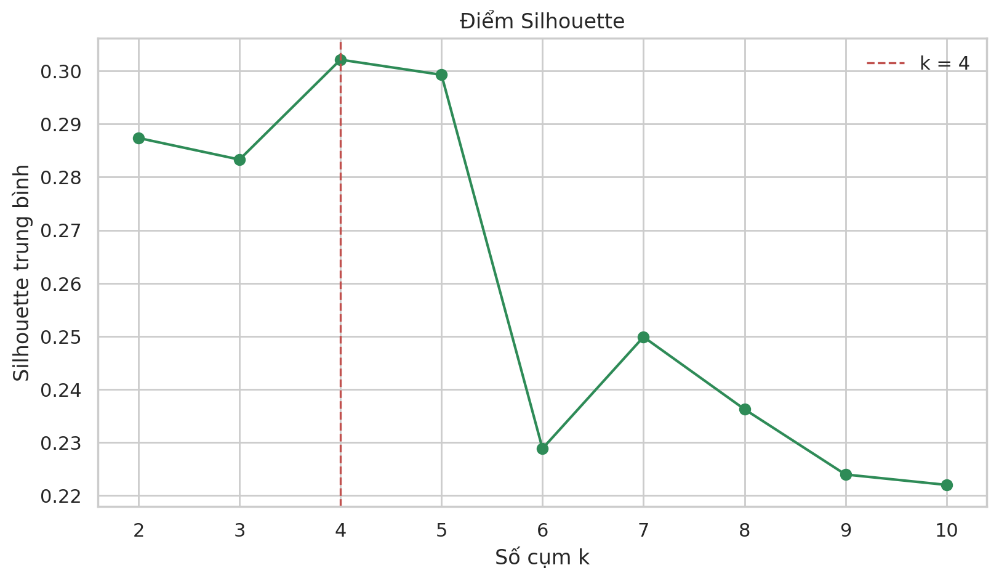 Điểm Silhouette
k = 4
Silhouette trung bình
0.30
0.29
0.28
0.27
0.26
0.25
0.24
0.23
0.22
2 3 4 5 6 7 8 9 10
Số cụm k